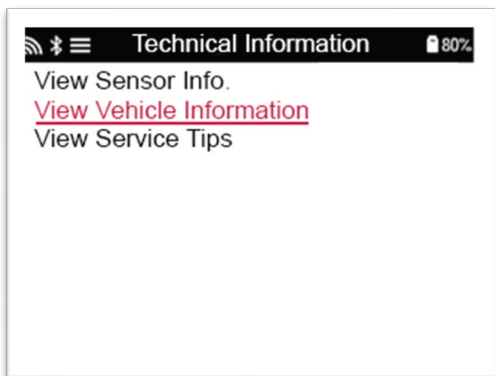 Technical Information 80%
View Sensor Info.
View Vehicle Information
View Service Tips